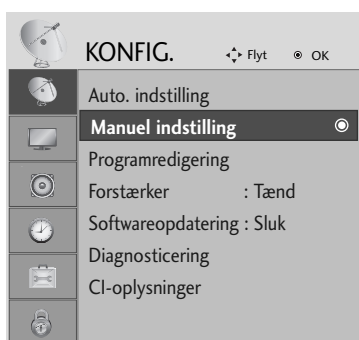 KONFIG. Flyt OK
Auto. indstilling
Manuel indstilling
Programredigering
Forstærker : Tænd
Softwareopdatering : Sluk
Diagnosticering
CI-oplysninger